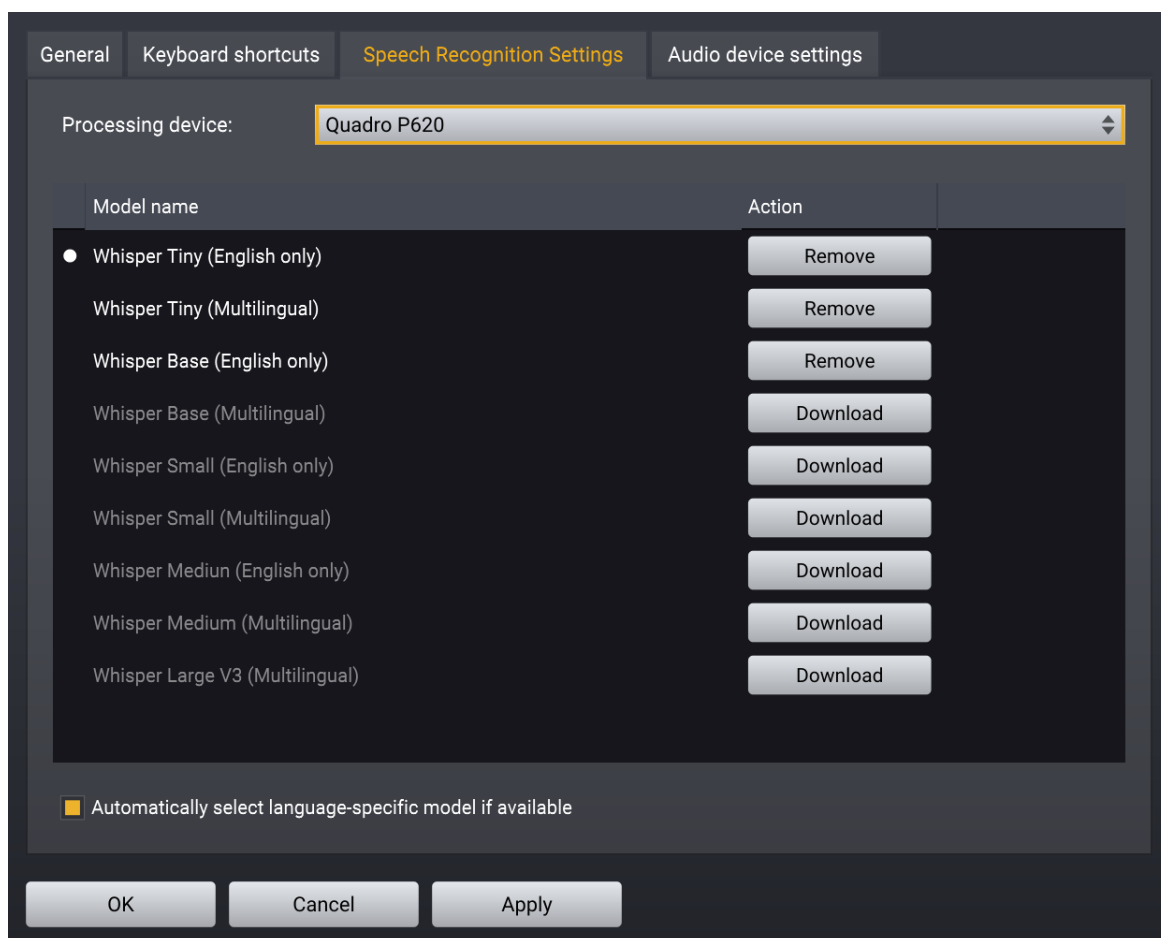 General Keyboard shortcuts Speech Recognition Settings Audio device settings
Processing device: Quadro P620
Model name Action
Whisper Tiny (English only) Remove
Whisper Tiny (Multilingual) Remove
Whisper Base (English only) Remove
Whisper Base (Multilingual) Download
Whisper Small (English only) Download
Whisper Small (Multilingual) Download
Whisper Mediun (English only) Download
Whisper Medium (Multilingual) Download
Whisper Large V3 (Multilingual) Download
Automatically select language-specific model if available
OK Cancel Apply